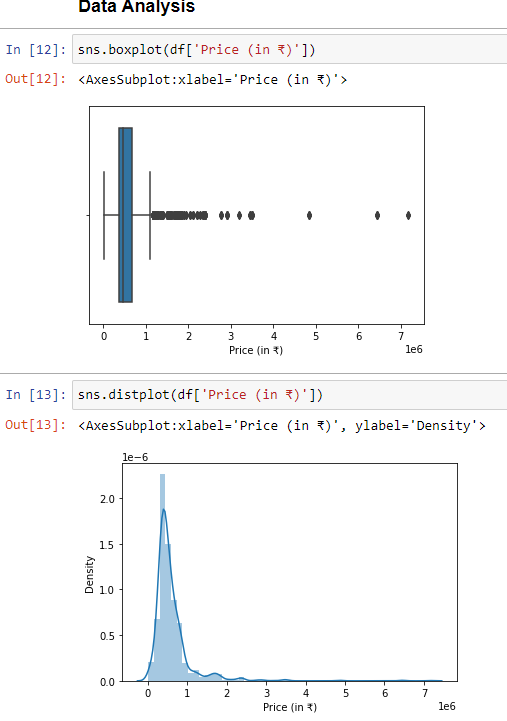 Data Analysis
In [12]: sns.boxplot(df['Price (in ₹)'])
Out[12]: <AxesSubplot:xlabel='Price (in ₹)'>
0 1 2 3 4 5 6 7
Price (in ₹)
1e6
In [13]: sns.distplot(df['Price (in ₹)'])
Out[13]: <AxesSubplot:xlabel='Price (in ₹)', ylabel='Density'>
1e−6
2.0
1.5
Density
1.0
0.5
0.0
0 1 2 3 4 5 6 7
Price (in ₹)
1e6